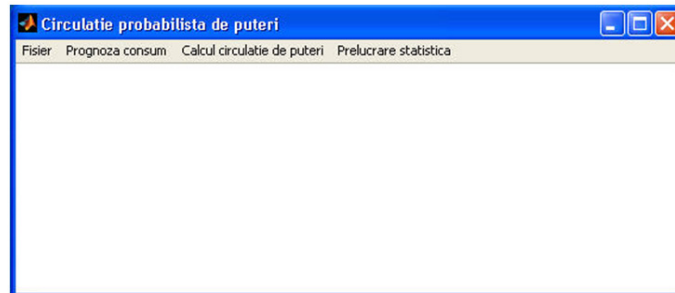 Circulatie probabilista de puteri
Fisier Prognoza consum Calcul circulatie de puteri Prelucrare statistica